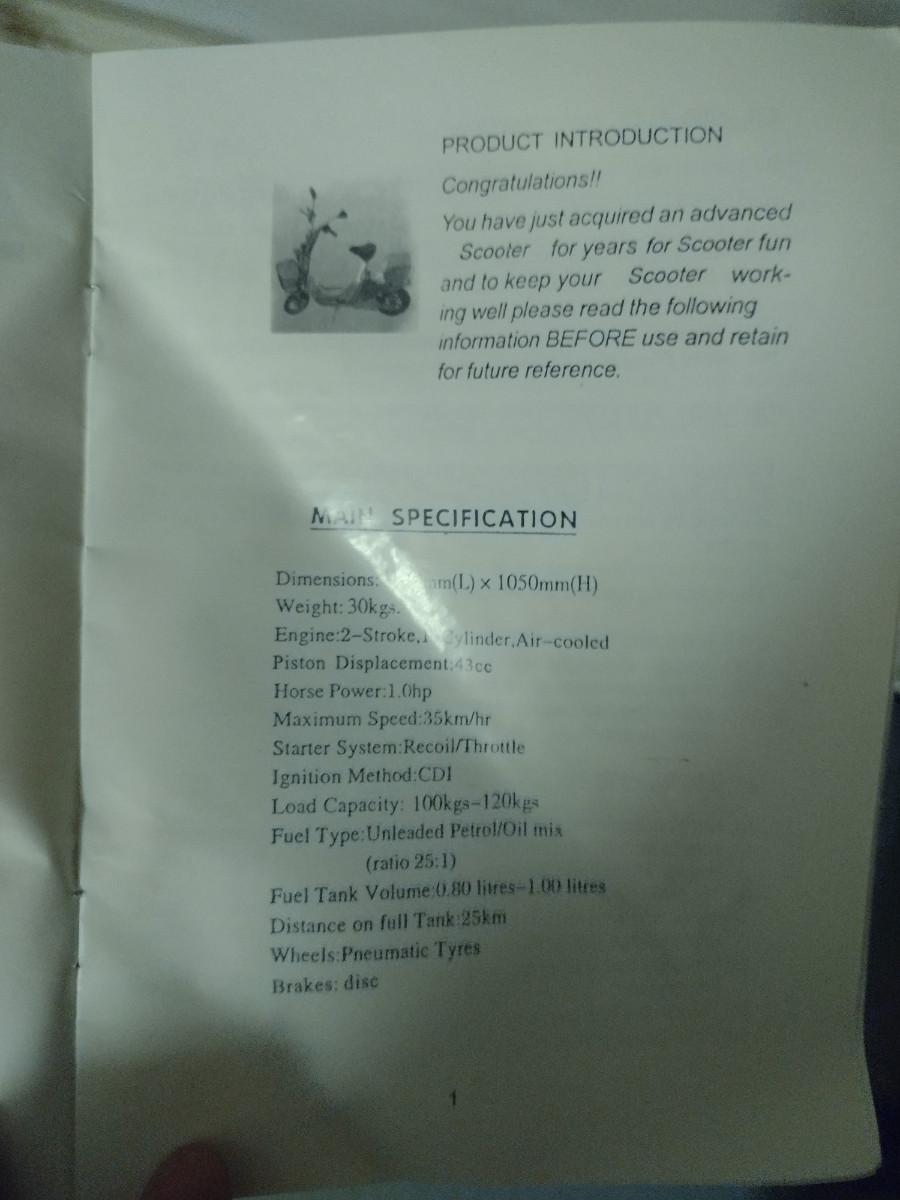 PRODUCT INTRODUCTION
Congratulations!!
You have just acquired an advanced
Scooter for years for Scooter fun
and to keep your Scooter work-
ing well please read the following
information BEFORE use and retain
for future reference.
MAIN SPECIFICATION
Dimensions: mm(L) × 1050mm(H)
Weight: 30kgs.
Engine:2-Stroke, Cylinder,Air-cooled
Piston Displacement:43cc
Horse Power:1.0hp
Maximum Speed:35km/hr
Starter System:Recoil/Throttle
Ignition Method:CDI
Load Capacity: 100kgs-120kgs
Fuel Type:Unleaded Petrol/Oil mix
(ratio 25:1)
Fuel Tank Volume:0.80 litres-1.00 litres
Distance on full Tank:25km
Wheels:Pneumatic Tyres
Brakes: disc
1